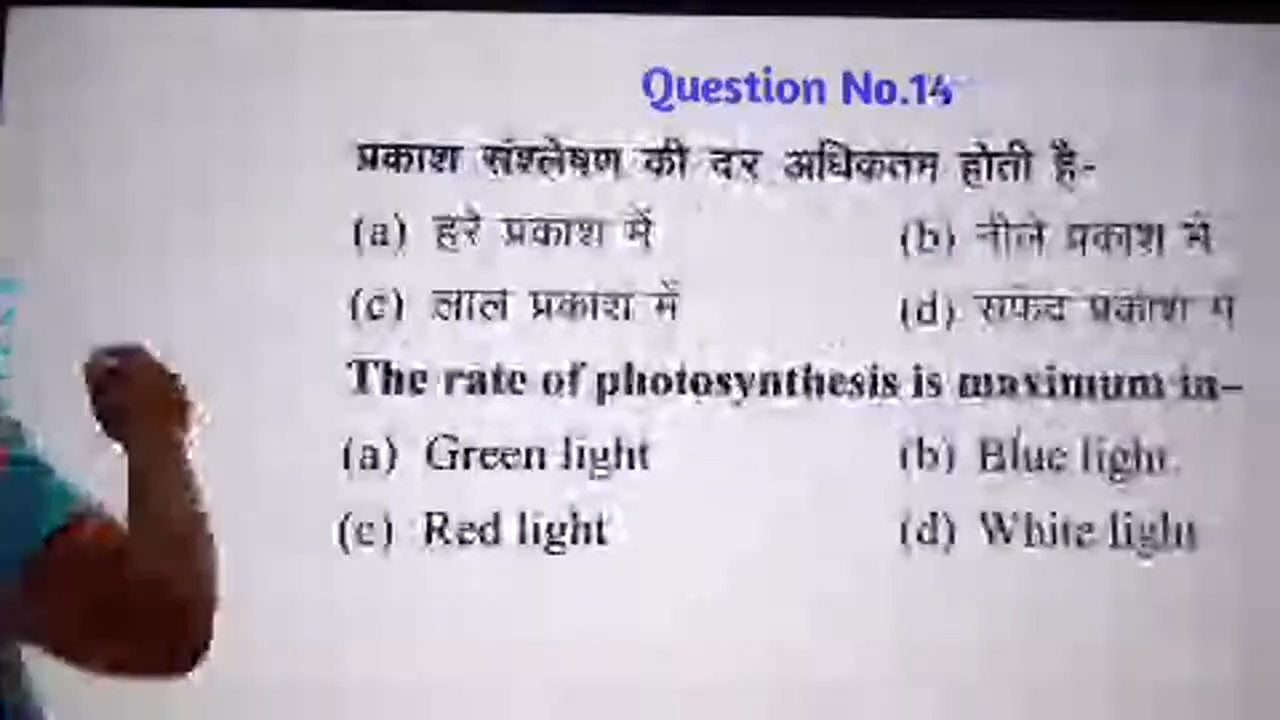 Question No.14
प्रकाश संश्लेषण की दर अधिकतम होती है-
(a) हरे प्रकाश में (b) नीले प्रकाश में
(c) लाल प्रकाश में (d) सफेद प्रकाश में
The rate of photosynthesis is maximum in–
(a) Green light (b) Blue light
(c) Red light (d) White light